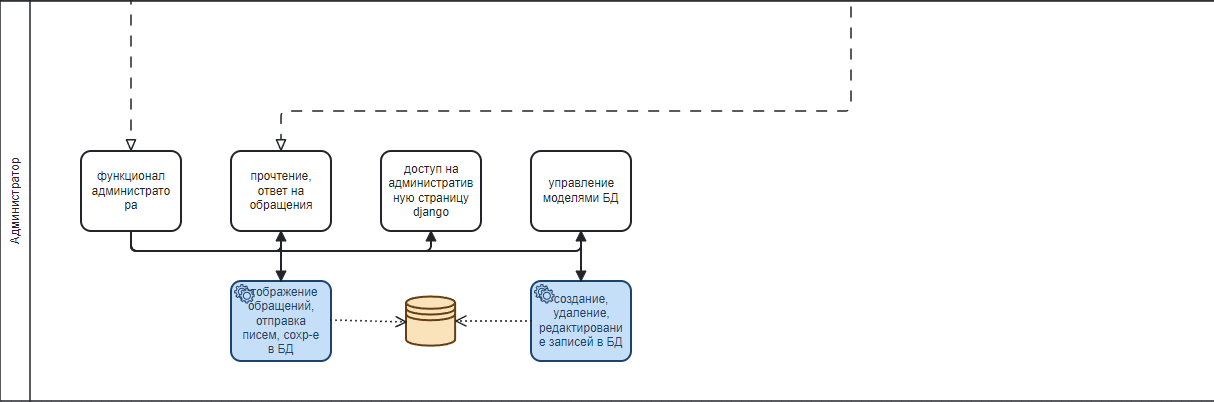 Администратор
функционал
администрато
ра
прочтение,
ответ на
обращения
доступ на
административ
ную страницу
django
управление
моделями БД
тображение
обращений,
отправка
писем, сохр-е
в БД
создание,
удаление,
редактировани
е записей в БД